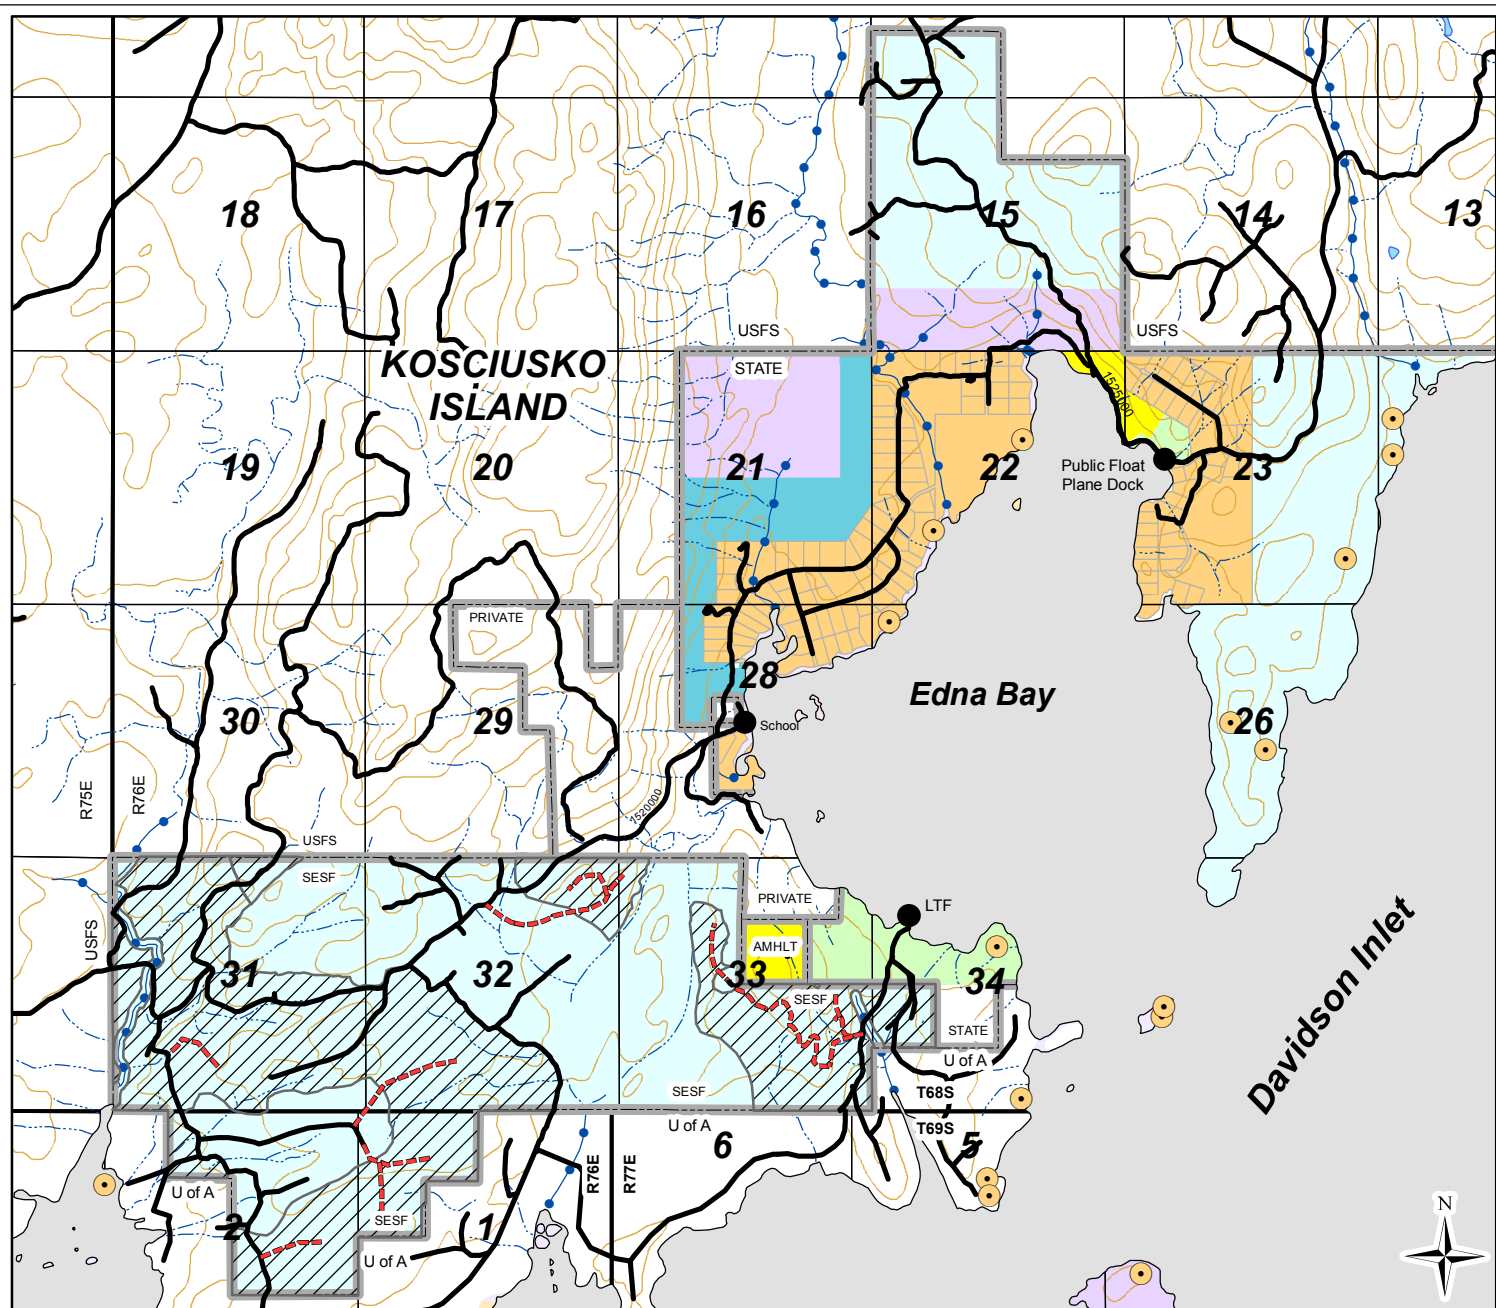 18
17
16
15
14
13
USFS
USFS
STATE
KOSCIUSKO
ISLAND
1525000
19
20
21
22
23
Public Float
Plane Dock
PRIVATE
28
Edna Bay
30
29
26
School
R75E
R76E
1520000
USFS
SESF
PRIVATE
LTF
USFS
AMHLT
31
32
33
34
SESF
STATE
Davidson Inlet
U of A
SESF
T68S
U of A
T69S
6
5
R76E
R77E
U of A
SESF
2
1
U of A
N